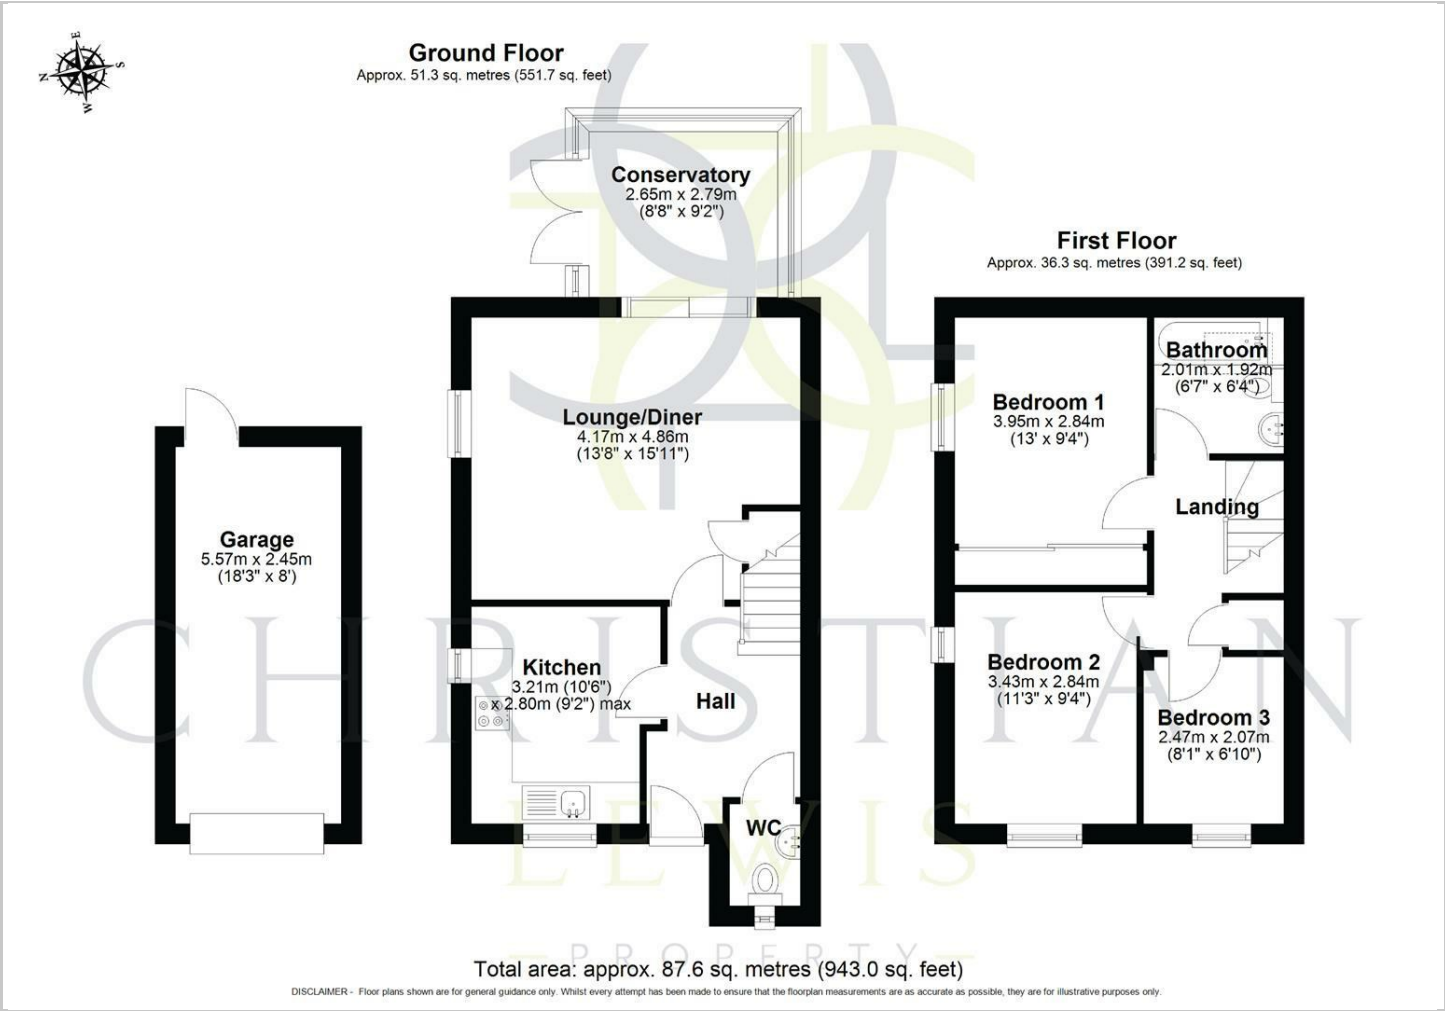 E
N
S
W
Ground Floor
Approx. 51.3 sq. metres (551.7 sq. feet)
Conservatory
2.65m x 2.79m
(8'8" x 9'2")
First Floor
Approx. 36.3 sq. metres (391.2 sq. feet)
Lounge/Diner
4.17m x 4.86m
(13'8" x 15'11")
Garage
5.57m x 2.45m
(18'3" x 8')
Kitchen
3.21m (10'6")
x 2.80m (9'2") max
Hall
WC
Bedroom 1
3.95m x 2.84m
(13' x 9'4")
Bathroom
2.01m x 1.92m
(6'7" x 6'4")
Landing
Bedroom 2
3.43m x 2.84m
(11'3" x 9'4")
Bedroom 3
2.47m x 2.07m
(8'1" x 6'10")
CHRISTIAN
LEWIS
PROPERTY
Total area: approx. 87.6 sq. metres (943.0 sq. feet)
DISCLAIMER - Floor plans shown are for general guidance only. Whilst every attempt has been made to ensure that the floorplan measurements are as accurate as possible, they are for illustrative purposes only.